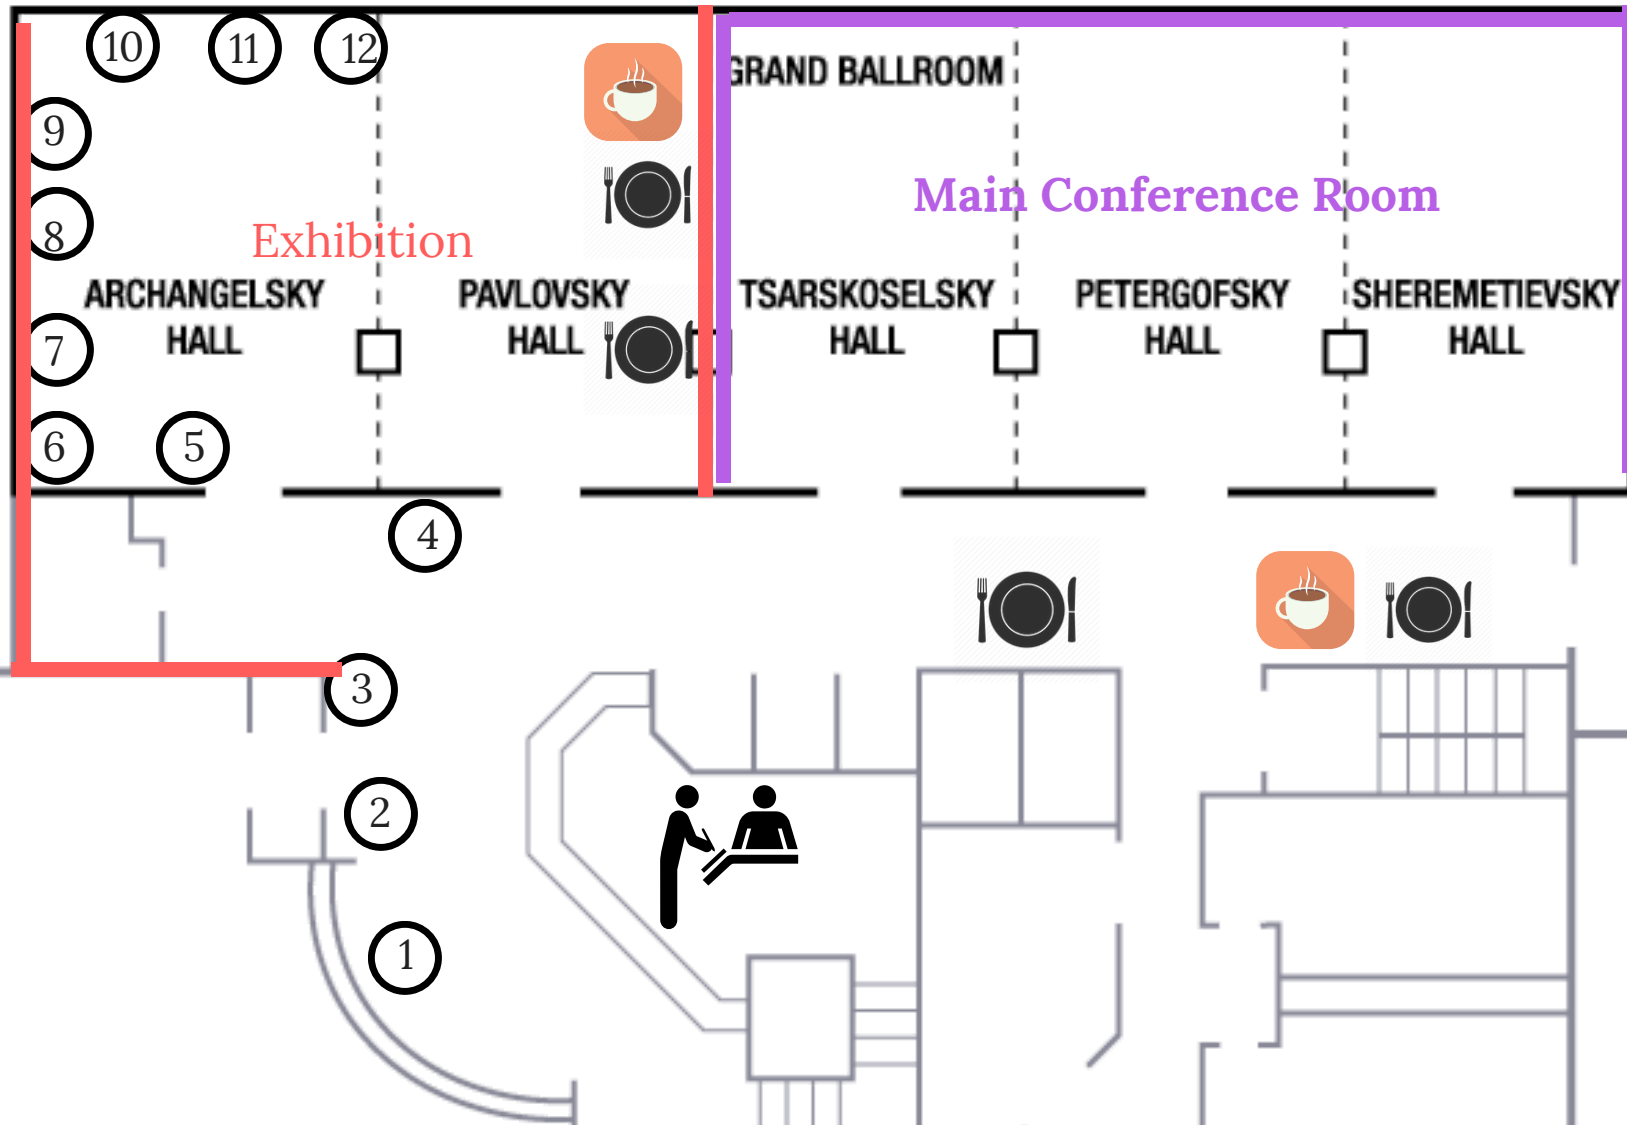 10 11 12
GRAND BALLROOM
9
Main Conference Room
8
Exhibition
ARCHANGELSKY
HALL
PAVLOVSKY
HALL
TSARSKOSELSKY
HALL
PETERGOFSKY
HALL
SHEREMETIEVSKY
HALL
7
6 5
4
3
2
1